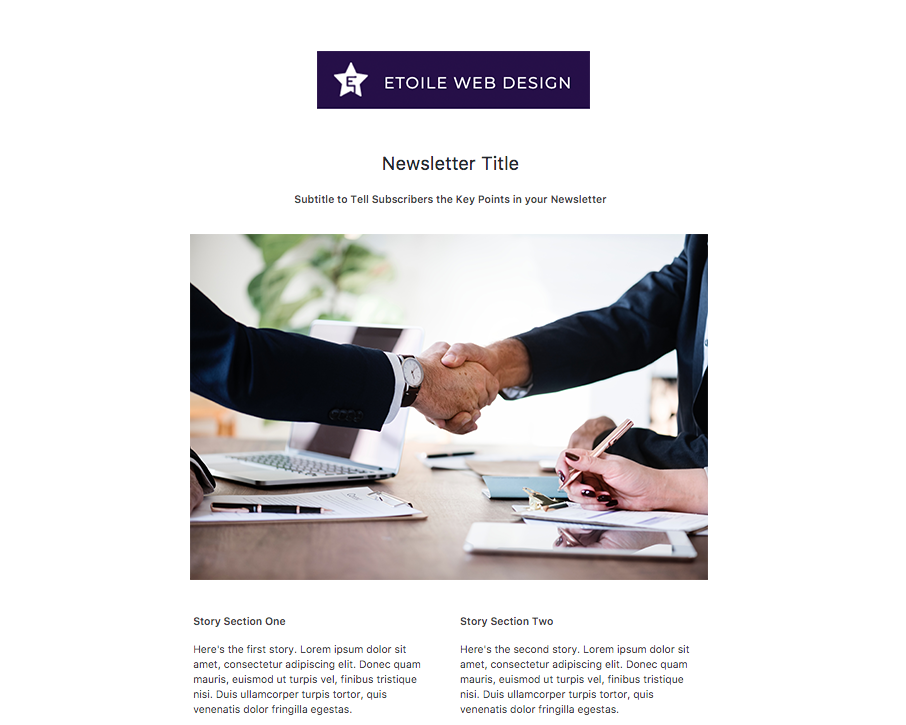 ETOILE WEB DESIGN
Newsletter Title
Subtitle to Tell Subscribers the Key Points in your Newsletter
Story Section One
Here's the first story. Lorem ipsum dolor sit
amet, consectetur adipiscing elit. Donec quam
mauris, euismod ut turpis vel, finibus tristique
nisi. Duis ullamcorper turpis tortor, quis
venenatis dolor fringilla egestas.
Story Section Two
Here's the second story. Lorem ipsum dolor sit
amet, consectetur adipiscing elit. Donec quam
mauris, euismod ut turpis vel, finibus tristique
nisi. Duis ullamcorper turpis tortor, quis
venenatis dolor fringilla egestas.